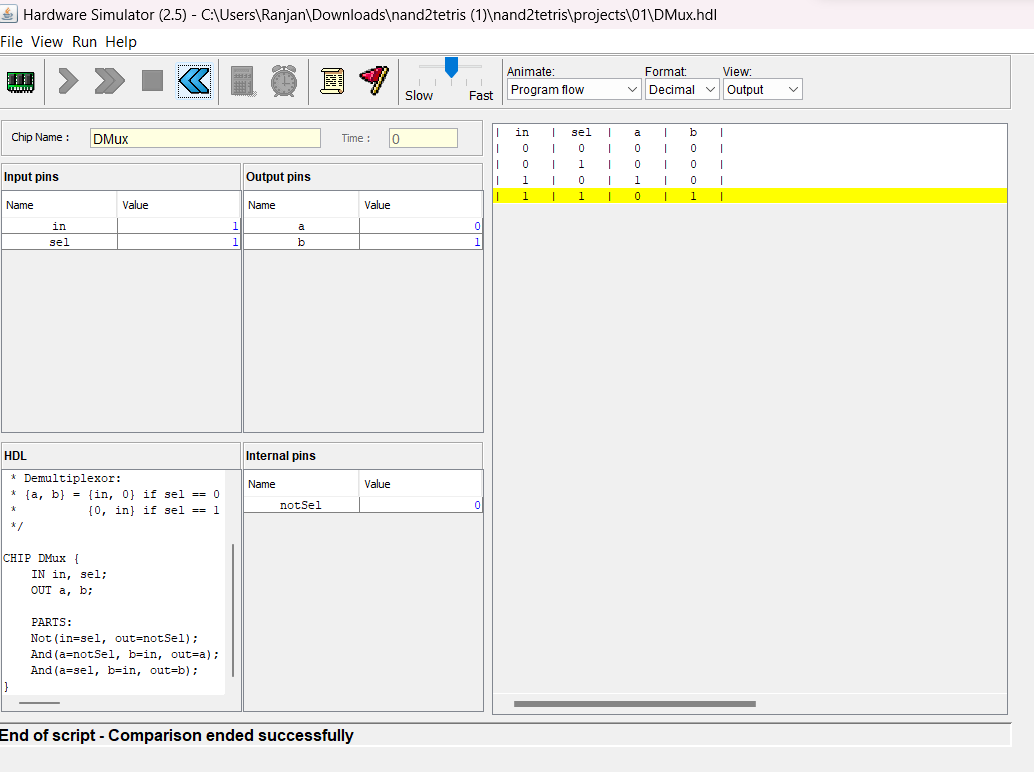 Hardware Simulator (2.5) - C:\Users\Ranjan\Downloads\nand2tetris (1)\nand2tetris\projects\01\DMux.hdl
File View Run Help
Slow Fast
Animate: Format: View:
Program flow Decimal Output
Chip Name : DMux Time : 0
Input pins
Name Value
in 1
sel 1
Output pins
Name Value
a 0
b 1
HDL
* Demultiplexor:
* {a, b} = {in, 0} if sel == 0
* {0, in} if sel == 1
*/
CHIP DMux {
IN in, sel;
OUT a, b;
PARTS:
Not(in=sel, out=notSel);
And(a=notSel, b=in, out=a);
And(a=sel, b=in, out=b);
}
Internal pins
Name Value
notSel 0
| in | sel | a | b |
| 0 | 0 | 0 | 0 |
| 0 | 1 | 0 | 0 |
| 1 | 0 | 1 | 0 |
| 1 | 1 | 0 | 1 |
End of script - Comparison ended successfully